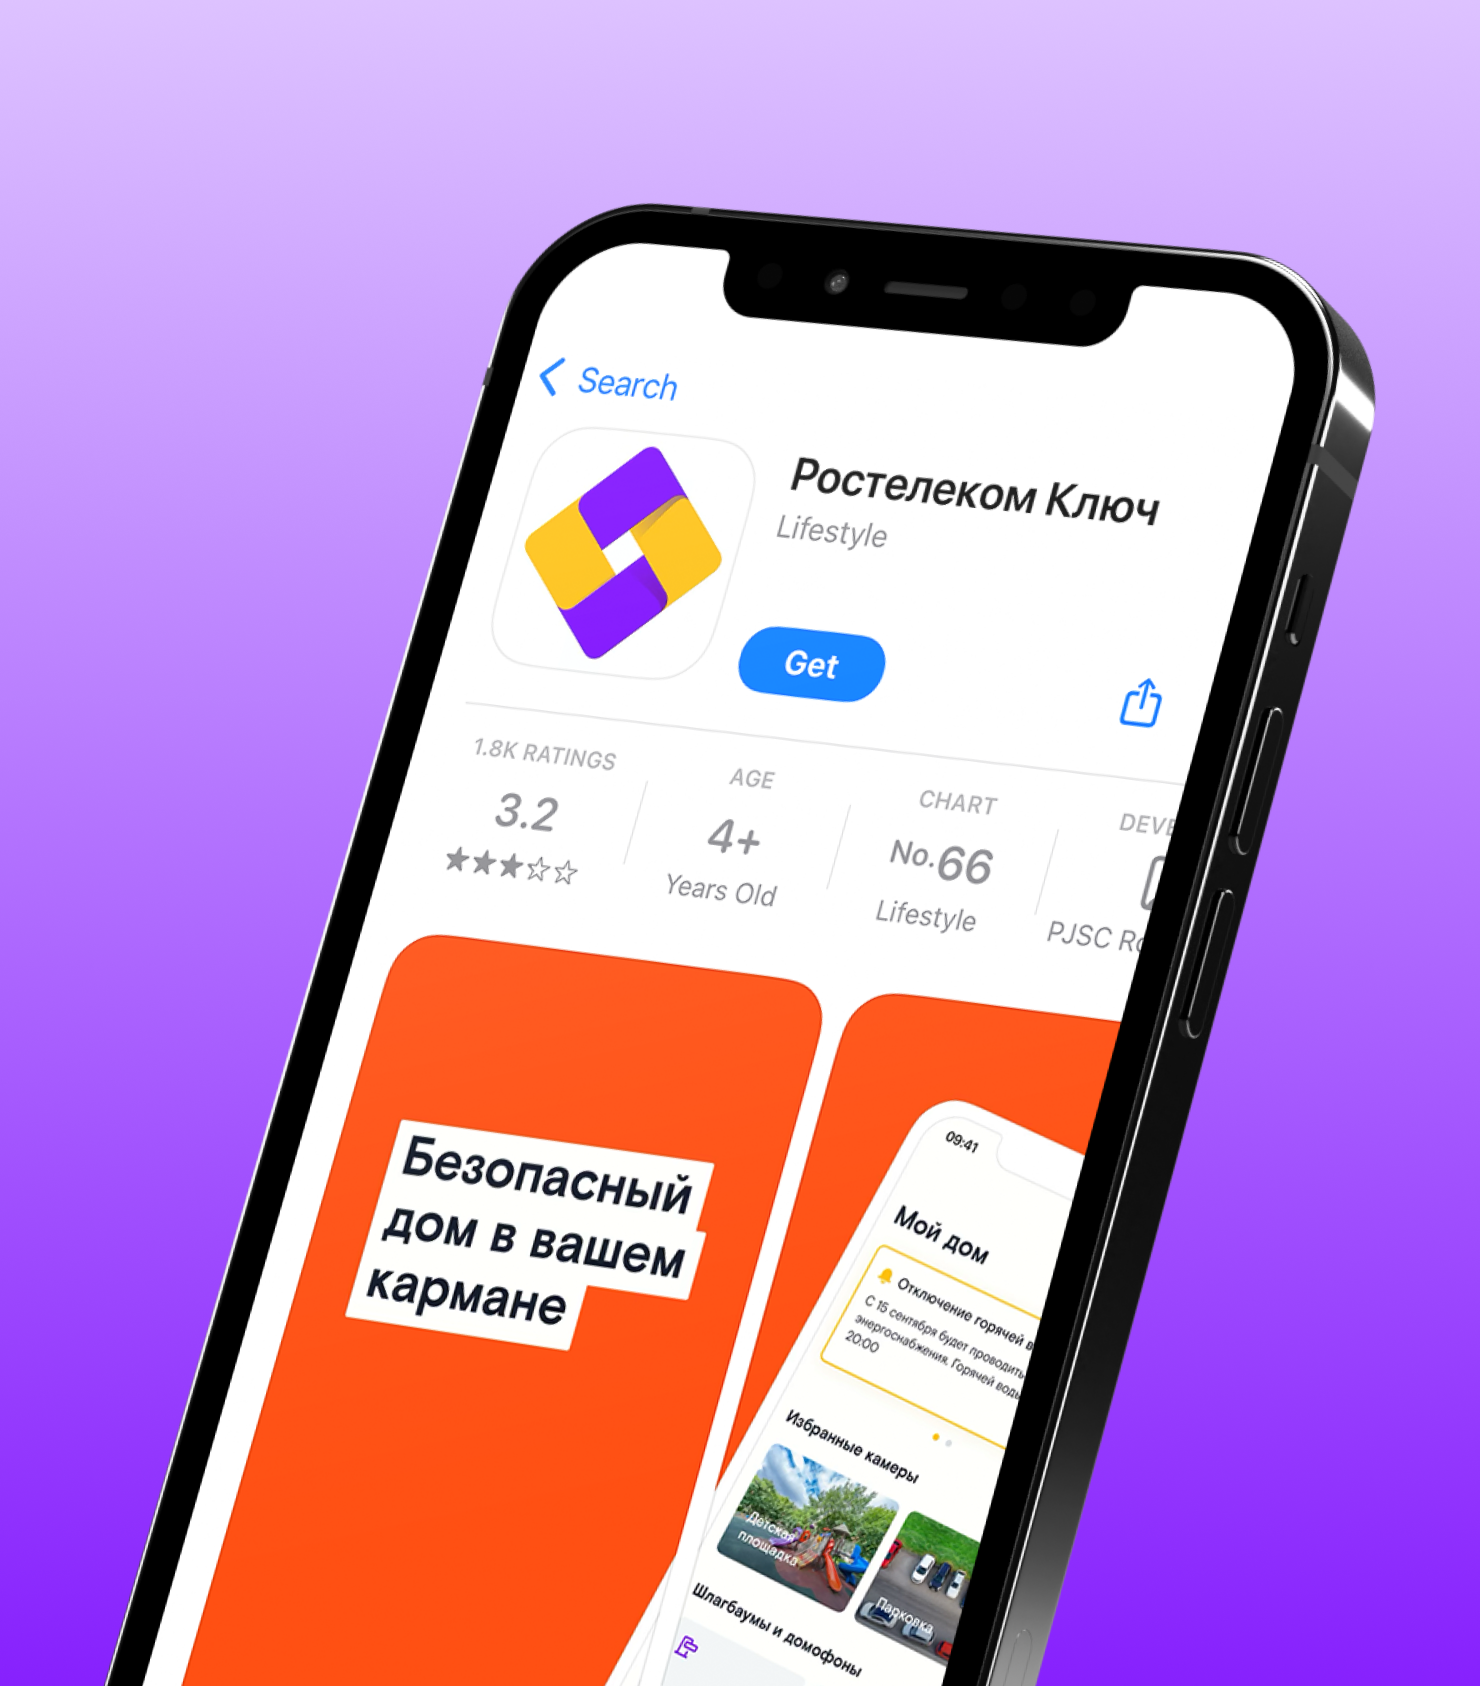 Search
Ростелеком Ключ
Lifestyle
Get
1.8K RATINGS
3.2
AGE
4+
Years Old
CHART
No.66
Lifestyle
DEVE
PJSC Ro
Безопасный
дом в вашем
кармане
09:41
Мой дом
Отключение горячей в
С 15 сентября будет проводить
энергоснабжения. Горячей воды
20:00
Избранные камеры
Детская
площадка
Парковка
Шлагбаумы и домофоны